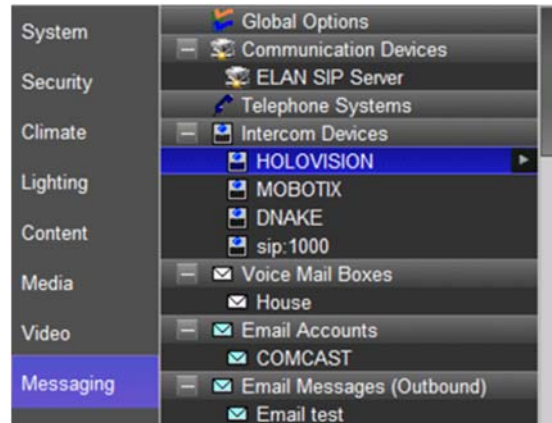 System
Security
Climate
Lighting
Content
Media
Video
Messaging
Global Options
Communication Devices
ELAN SIP Server
Telephone Systems
Intercom Devices
HOLOVISION
MOBOTIX
DNAKE
sip:1000
Voice Mail Boxes
House
Email Accounts
COMCAST
Email Messages (Outbound)
Email test